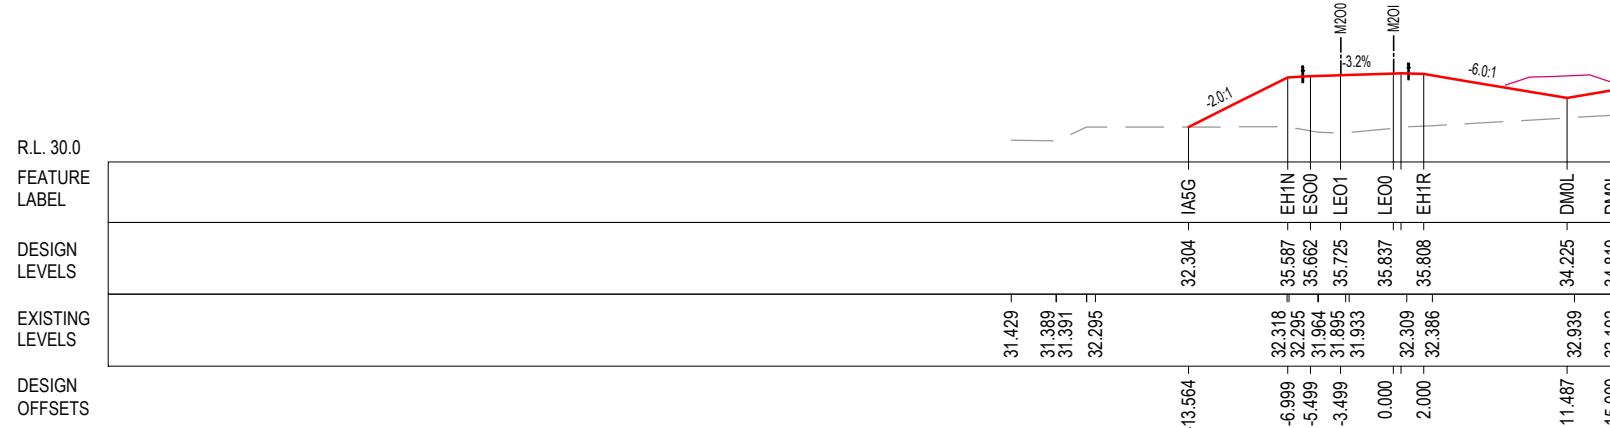 M2O0
M2OI
-2.0:1
-3.2%
-6.0:1
R.L. 30.0
FEATURE
LABEL
IA5G
EH1N
ESO0
LEO1
LEO0
EH1R
DM0L
DESIGN
LEVELS
32.304
35.587
35.662
35.725
35.837
35.808
34.225
EXISTING
LEVELS
31.429
31.389
31.391
32.295
32.318
32.295
31.964
31.895
31.933
32.309
32.386
32.939
DESIGN
OFFSETS
-13.564
-6.999
-5.499
-3.499
0.000
2.000
11.487